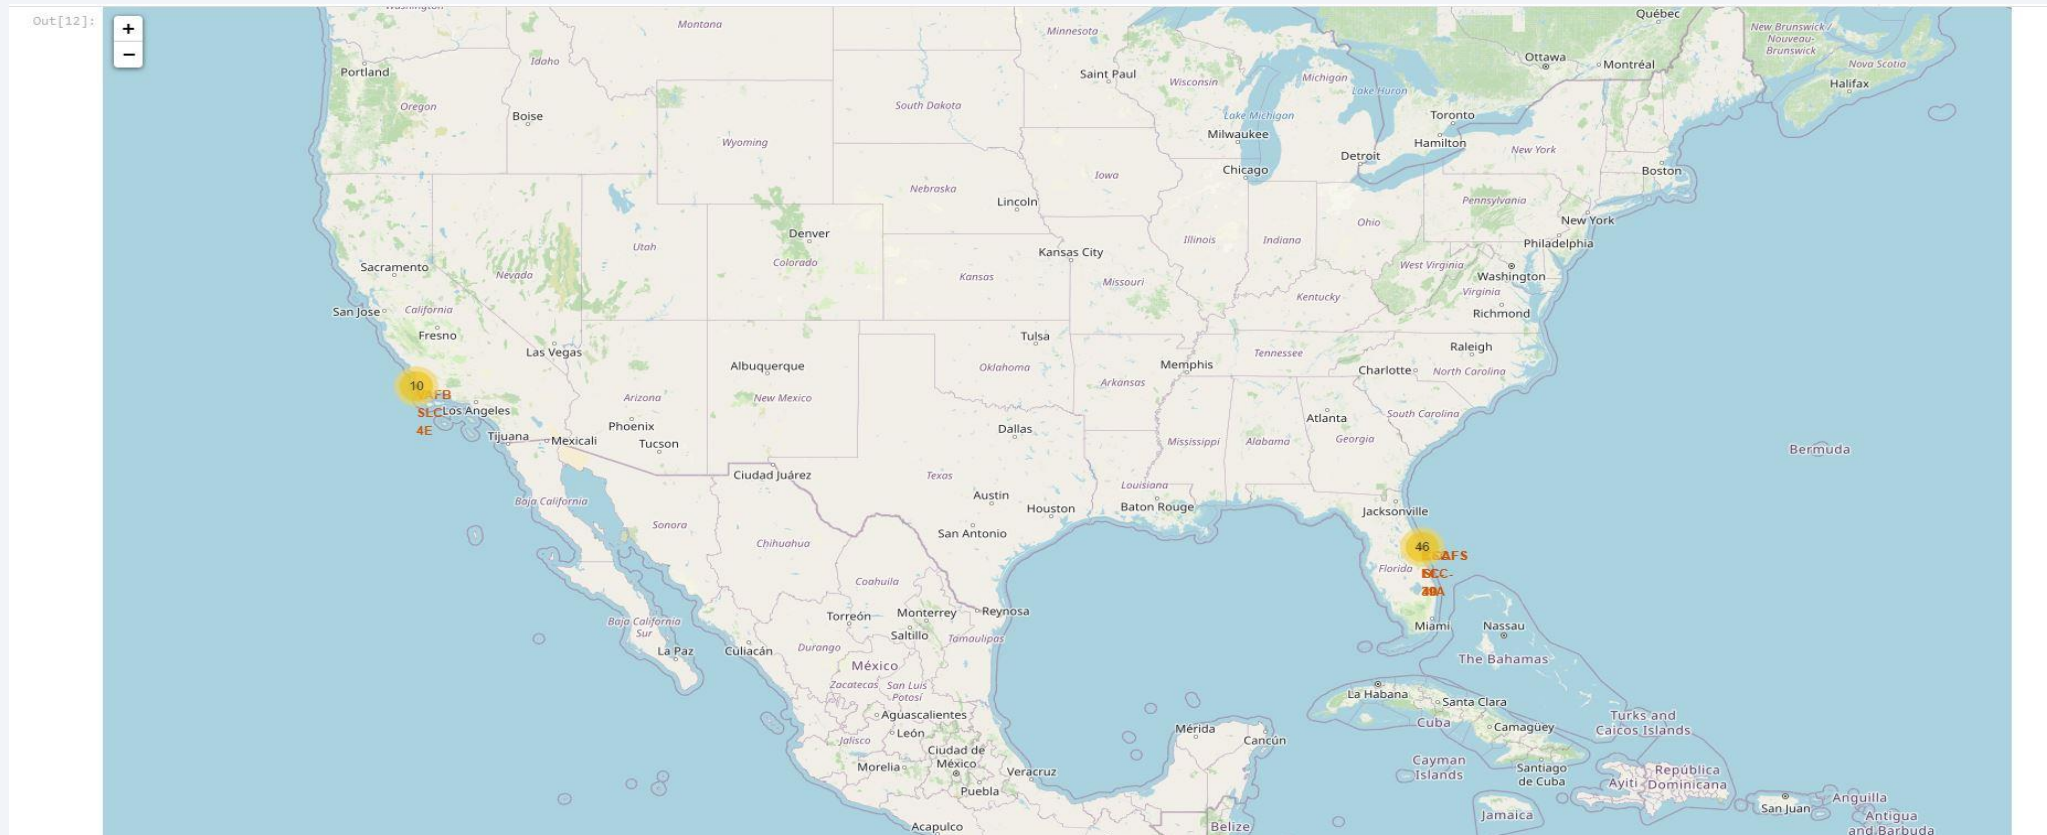 Out[12]:
+
−
Washington
Montana
Minnesota
Québec
New Brunswick /
Nouveau-
Brunswick
Portland
Idaho
Saint Paul
Wisconsin
Michigan
Ottawa
Montréal
Nova Scotia
Halifax
Oregon
Boise
South Dakota
Lake Huron
Lake Michigan
Toronto
Milwaukee
Hamilton
Wyoming
Detroit
New York
Chicago
Boston
Iowa
Nebraska
Lincoln
Pennsylvania
Ohio
New York
Denver
Utah
Illinois
Indiana
Philadelphia
Kansas City
Colorado
Sacramento
Nevada
Kansas
Missouri
West Virginia
Washington
Virginia
Kentucky
San Jose
California
Richmond
Fresno
Las Vegas
Tulsa
Raleigh
Tennessee
Albuquerque
Oklahoma
Memphis
Charlotte
North Carolina
10
VAFB
SLC-
4E
Los Angeles
Arizona
New Mexico
Arkansas
South Carolina
Atlanta
Phoenix
Tijuana
Mexicali
Tucson
Dallas
Mississippi
Alabama
Georgia
Bermuda
Ciudad Juárez
Texas
Louisiana
Baja California
Austin
Houston
Baton Rouge
Jacksonville
Sonora
San Antonio
Chihuahua
46
Florida
Coahuila
Monterrey
Reynosa
Torreón
Saltillo
Tamaulipas
Miami
Nassau
Baja California
Sur
La Paz
Culiacán
Durango
México
The Bahamas
Zacatecas
San Luis
Potosí
La Habana
Santa Clara
Aguascalientes
Cuba
Camagüey
Turks and
Caicos Islands
Jalisco
León
Mérida
Cancún
Ciudad de
México
Morelia
Veracruz
Puebla
Cayman
Islands
Santiago
de Cuba
Ayiti
República
Dominicana
Acapulco
Belize
Jamaica
San Juan
Anguilla
Antigua
and Barbuda